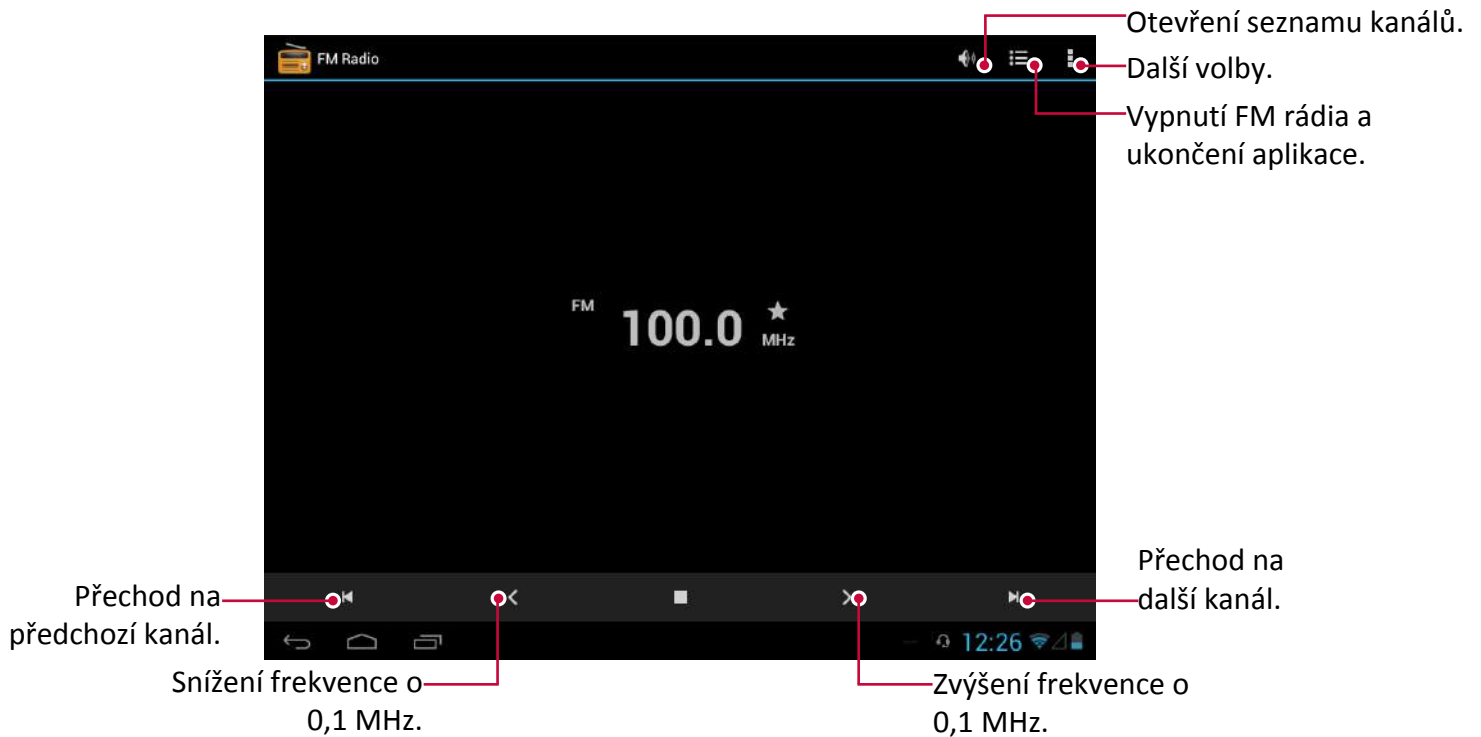 Otevření seznamu kanálů.
FM Radio
Další volby.
Vypnutí FM rádia a
ukončení aplikace.
FM
100.0
MHz
Přechod na
předchozí kanál.
Přechod na
další kanál.
12:26
Snížení frekvence o
0,1 MHz.
Zvýšení frekvence o
0,1 MHz.